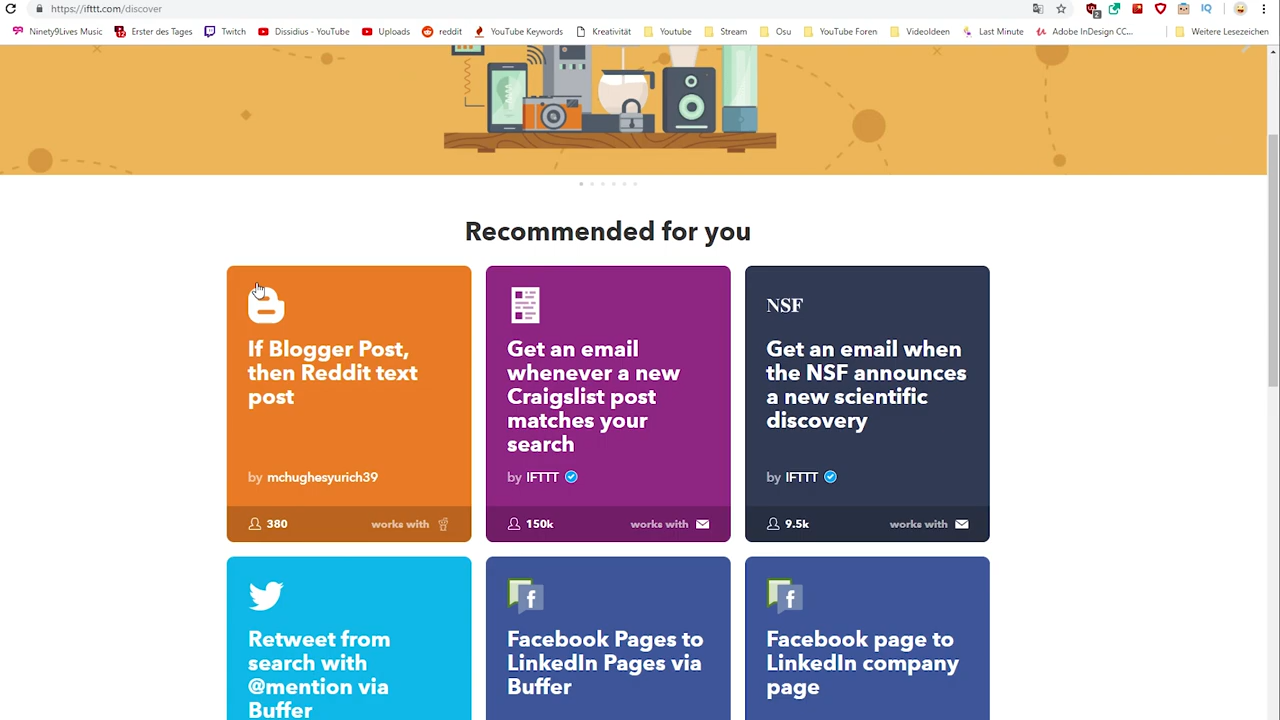 https://ifttt.com/discover
Ninety9Lives Music Erster des Tages Twitch Dissidius - YouTube Uploads reddit YouTube Keywords Kreativität Youtube Stream Osu YouTube Foren VideoIdeen Last Minute Adobe InDesign CC... Weitere Lesezeichen
Recommended for you
If Blogger Post,
then Reddit text
post
by mchughesyurich39
380 works with
Get an email
whenever a new
Craigslist post
matches your
search
by IFTTT
150k works with
NSF
Get an email when
the NSF announces
a new scientific
discovery
by IFTTT
9.5k works with
Retweet from
search with
@mention via
Buffer
Facebook Pages to
LinkedIn Pages via
Buffer
Facebook page to
LinkedIn company
page